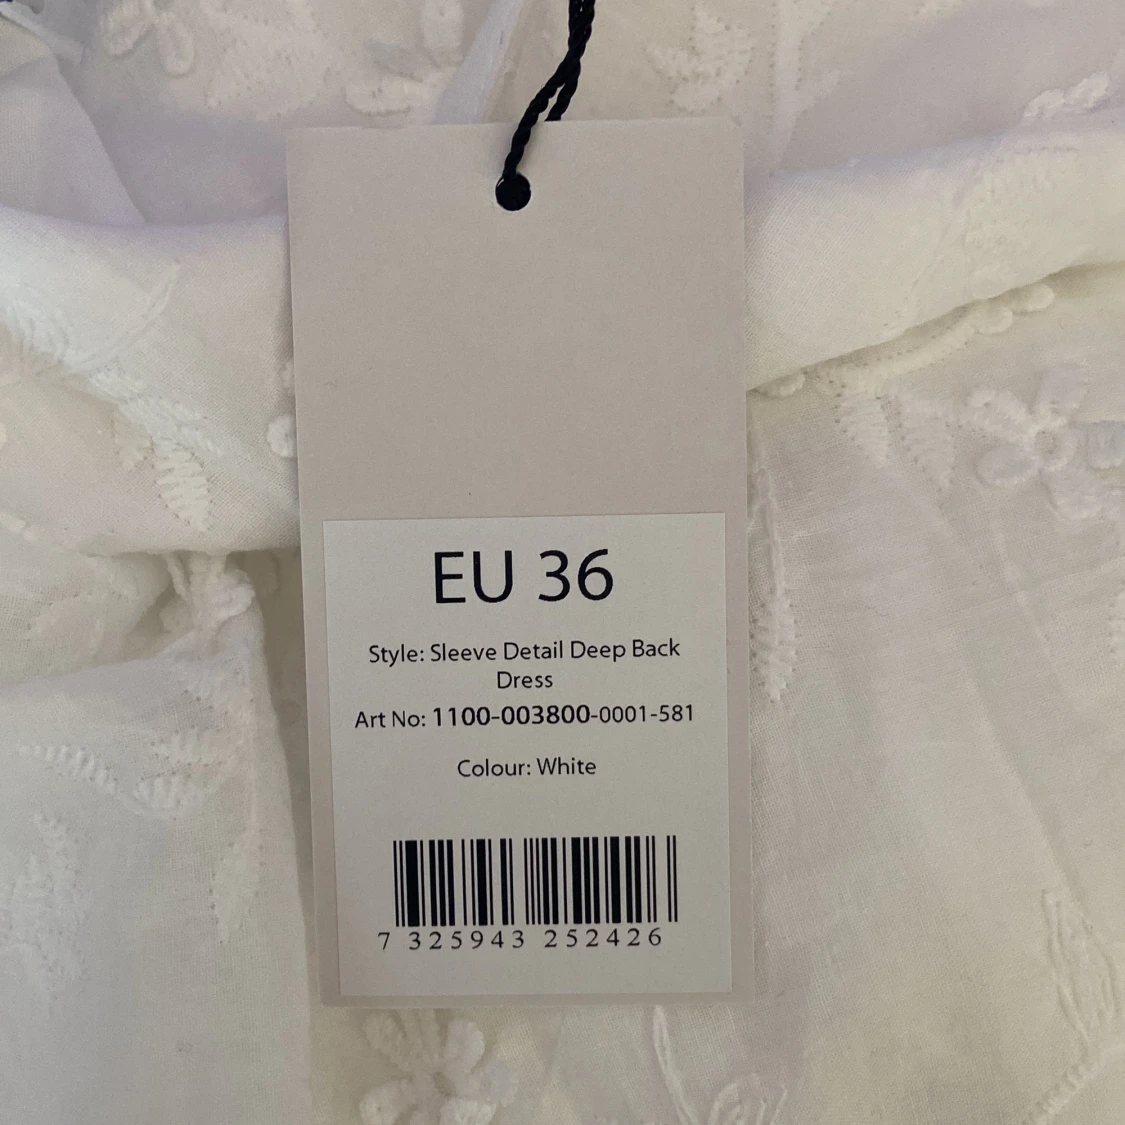 EU 36
Style: Sleeve Detail Deep Back
Dress
Art No: 1100-003800-0001-581
Colour: White
7 325943 252426